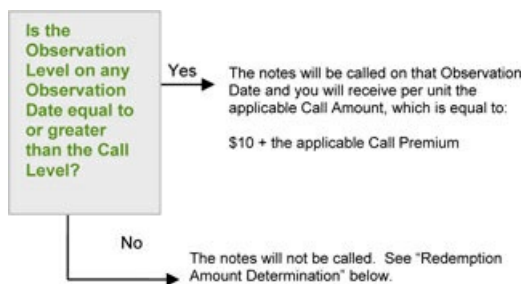 Is the
Observation
Level on any
Observation
Date equal to
or greater
than the Call
Level?
Yes
The notes will be called on that Observation
Date and you will receive per unit the
applicable Call Amount, which is equal to:
$10 + the applicable Call Premium
No
The notes will not be called. See “Redemption
Amount Determination” below.